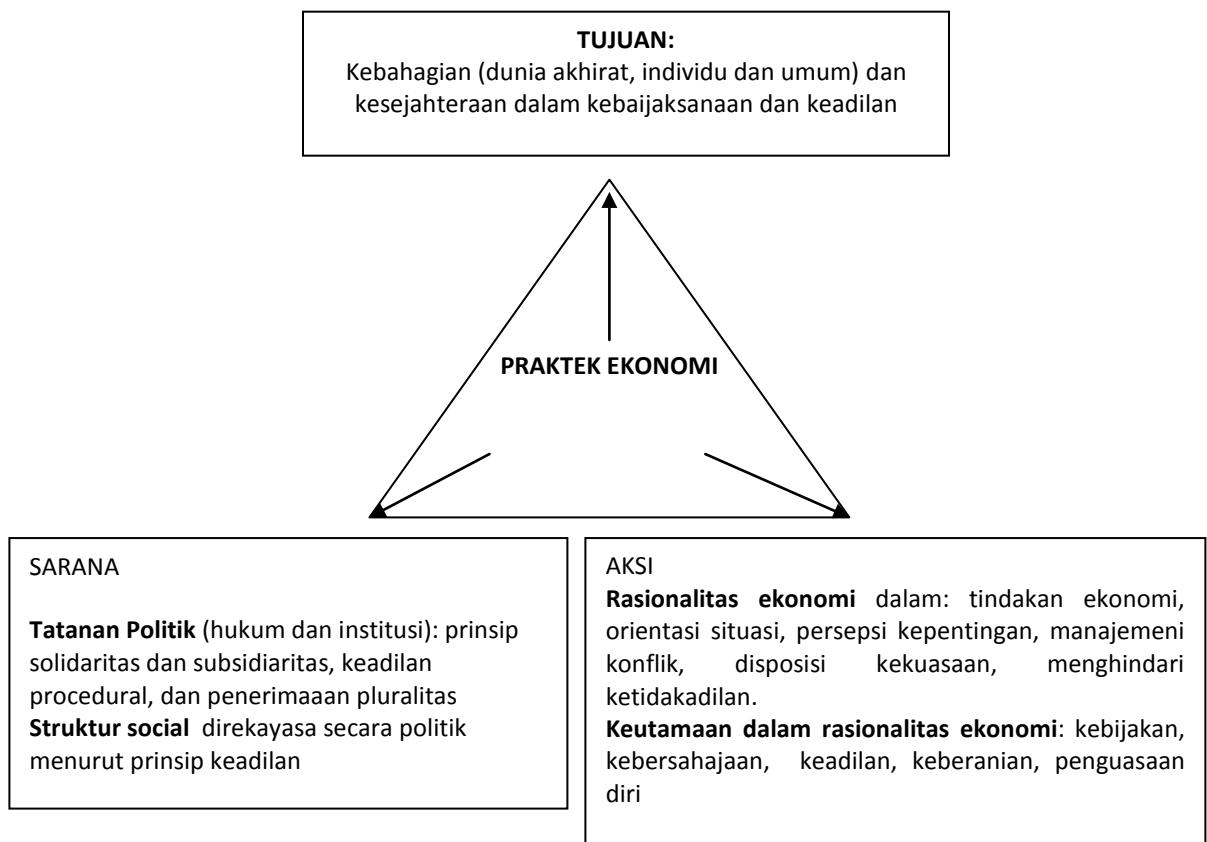 TUJUAN:
Kebahagian (dunia akhirat, individu dan umum) dan
kesejahteraan dalam kebaijaksanaan dan keadilan
PRAKTEK EKONOMI
SARANA
Tatanan Politik (hukum dan institusi): prinsip
solidaritas dan subsidiaritas, keadilan
procedural, dan penerimaaan pluralitas
Struktur social direkayasa secara politik
menurut prinsip keadilan
AKSI
Rasionalitas ekonomi dalam: tindakan ekonomi,
orientasi situasi, persepsi kepentingan, manajemeni
konflik, disposisi kekuasaan, menghindari
ketidakadilan.
Keutamaan dalam rasionalitas ekonomi: kebijakan,
kebersahajaan, keadilan, keberanian, penguasaan
diri